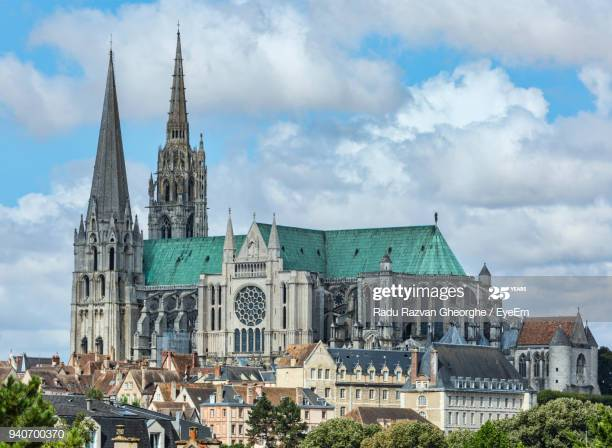 gettyimages®
25 YEARS
Radu Razvan Gheorghe / EyeEm
940700370